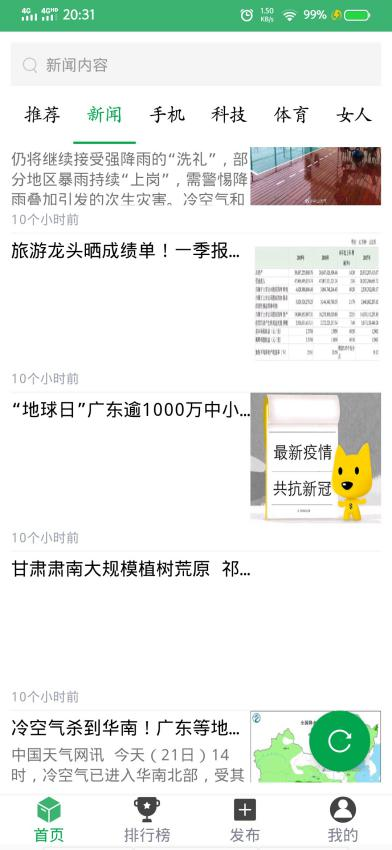 4G 4GHD 20:31 1.50 KB/s 99%
新闻内容
推荐 新闻 手机 科技 体育 女人
仍将继续接受强降雨的“洗礼”，部
分地区暴雨持续“上岗”，需警惕降
雨叠加引发的次生灾害。冷空气和
10个小时前
旅游龙头晒成绩单！一季报...
10个小时前
“地球日”广东逾1000万中小...
最新疫情
共抗新冠
10个小时前
甘肃肃南大规模植树荒原 祁...
10个小时前
冷空气杀到华南！广东等地...
中国天气网讯 今天（21日）14
时，冷空气已进入华南北部，受其
首页 排行榜 发布 我的